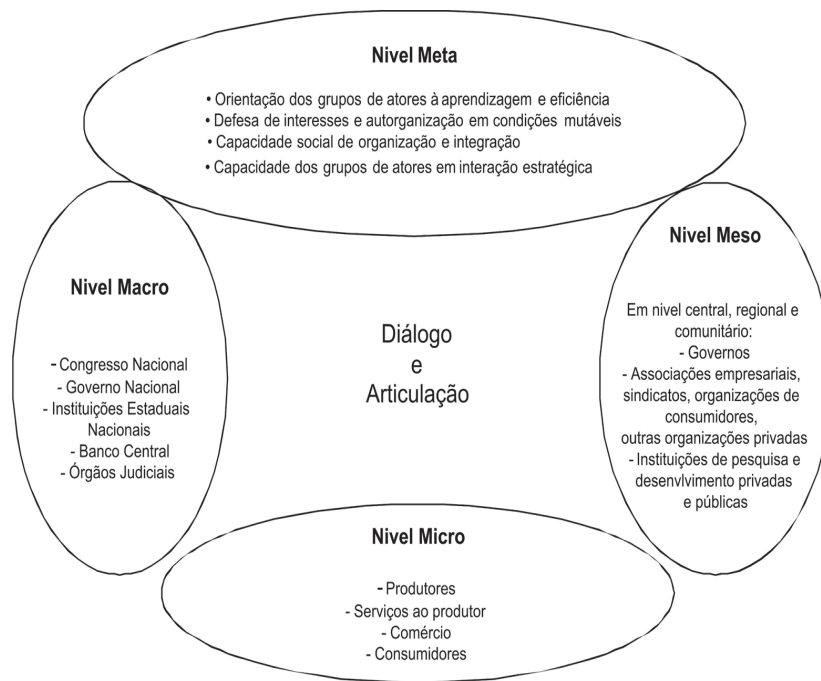 Nivel Meta
• Orientação dos grupos de atores à aprendizagem e eficiência
• Defesa de interesses e autorganização em condições mutáveis
• Capacidade social de organização e integração
• Capacidade dos grupos de atores em interação estratégica
Nivel Macro
- Congresso Nacional
- Governo Nacional
- Instituições Estaduais
Nacionais
- Banco Central
- Órgãos Judiciais
Diálogo
e
Articulação
Nivel Meso
Em nivel central, regional e
comunitário:
- Governos
- Associações empresariais,
sindicatos, organizações de
consumidores,
outras organizações privadas
- Instituições de pesquisa e
desenvlvimento privadas
e públicas
Nivel Micro
- Produtores
- Serviços ao produtor
- Comércio
- Consumidores